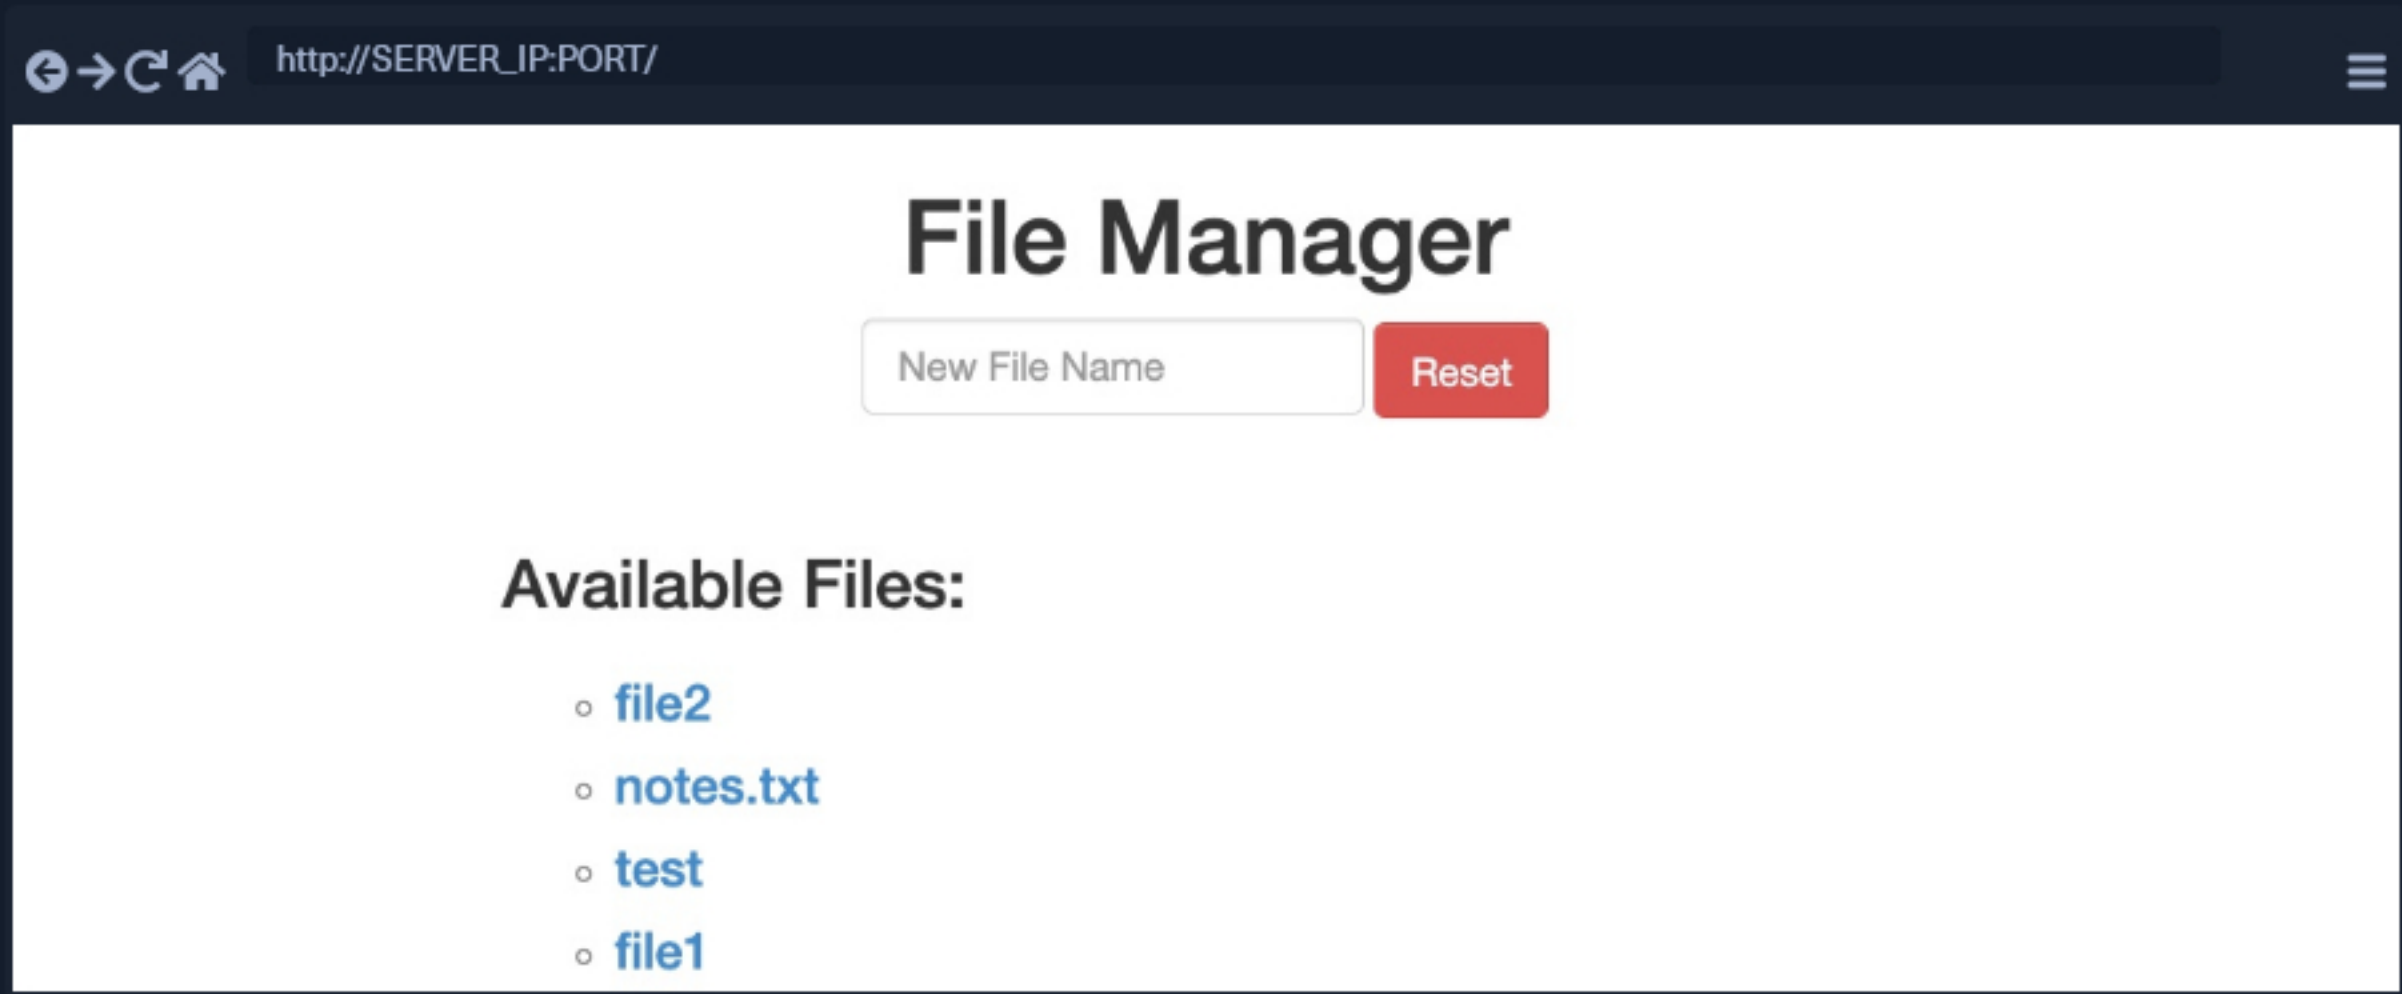 http://SERVER_IP:PORT/
File Manager
New File Name
Reset
Available Files:
file2
notes.txt
test
file1